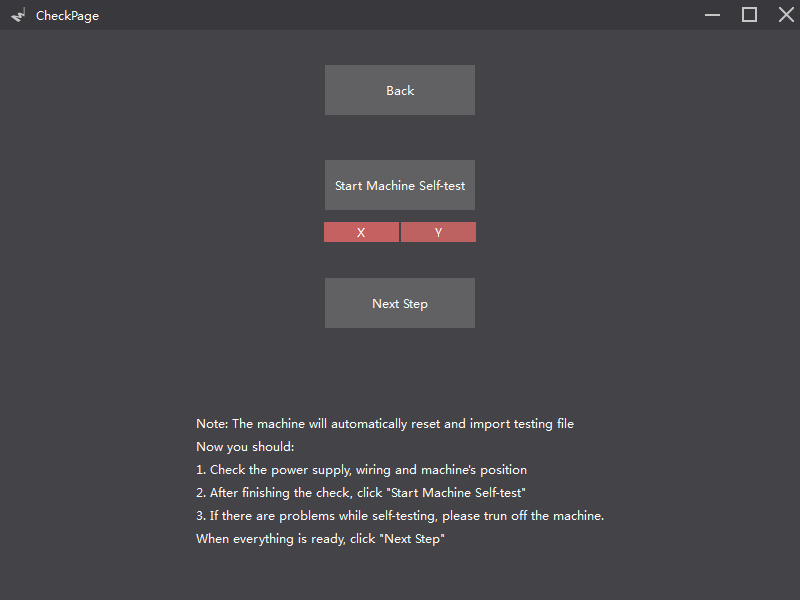 CheckPage
Back
Start Machine Self-test
X Y
Next Step
Note: The machine will automatically reset and import testing file
Now you should:
1. Check the power supply, wiring and machine's position
2. After finishing the check, click "Start Machine Self-test"
3. If there are problems while self-testing, please trun off the machine.
When everything is ready, click "Next Step"